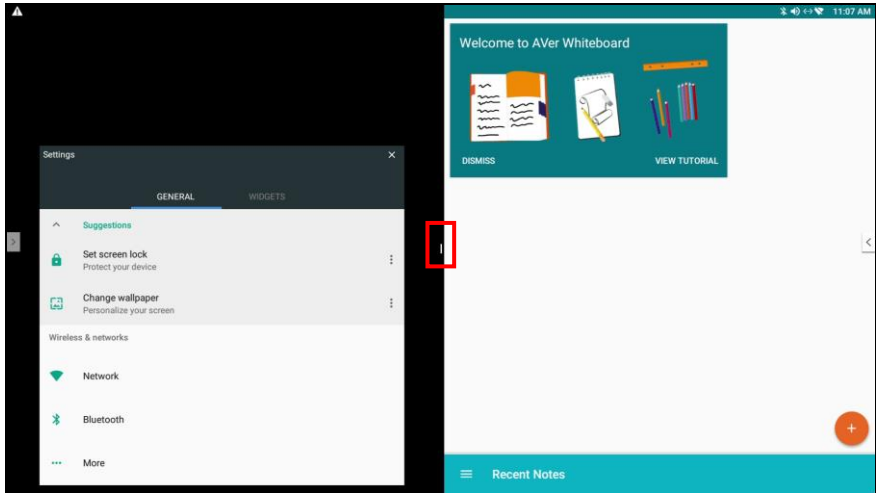 11:07 AM
Welcome to AVer Whiteboard
DISMISS VIEW TUTORIAL
Settings
GENERAL WIDGETS
Suggestions
Set screen lock
Protect your device
Change wallpaper
Personalize your screen
Wireless & networks
Network
Bluetooth
More
Recent Notes